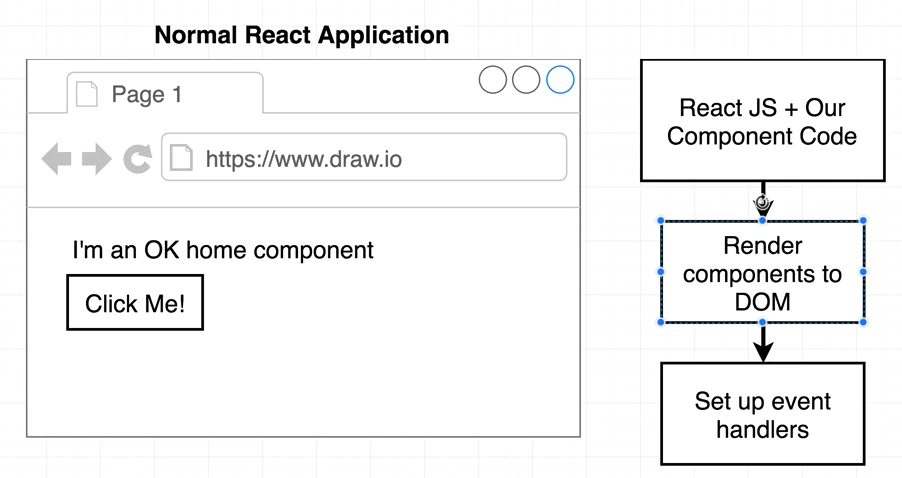 Normal React Application
Page 1
https://www.draw.io
I'm an OK home component
Click Me!
React JS + Our
Component Code
Render
components to
DOM
Set up event
handlers